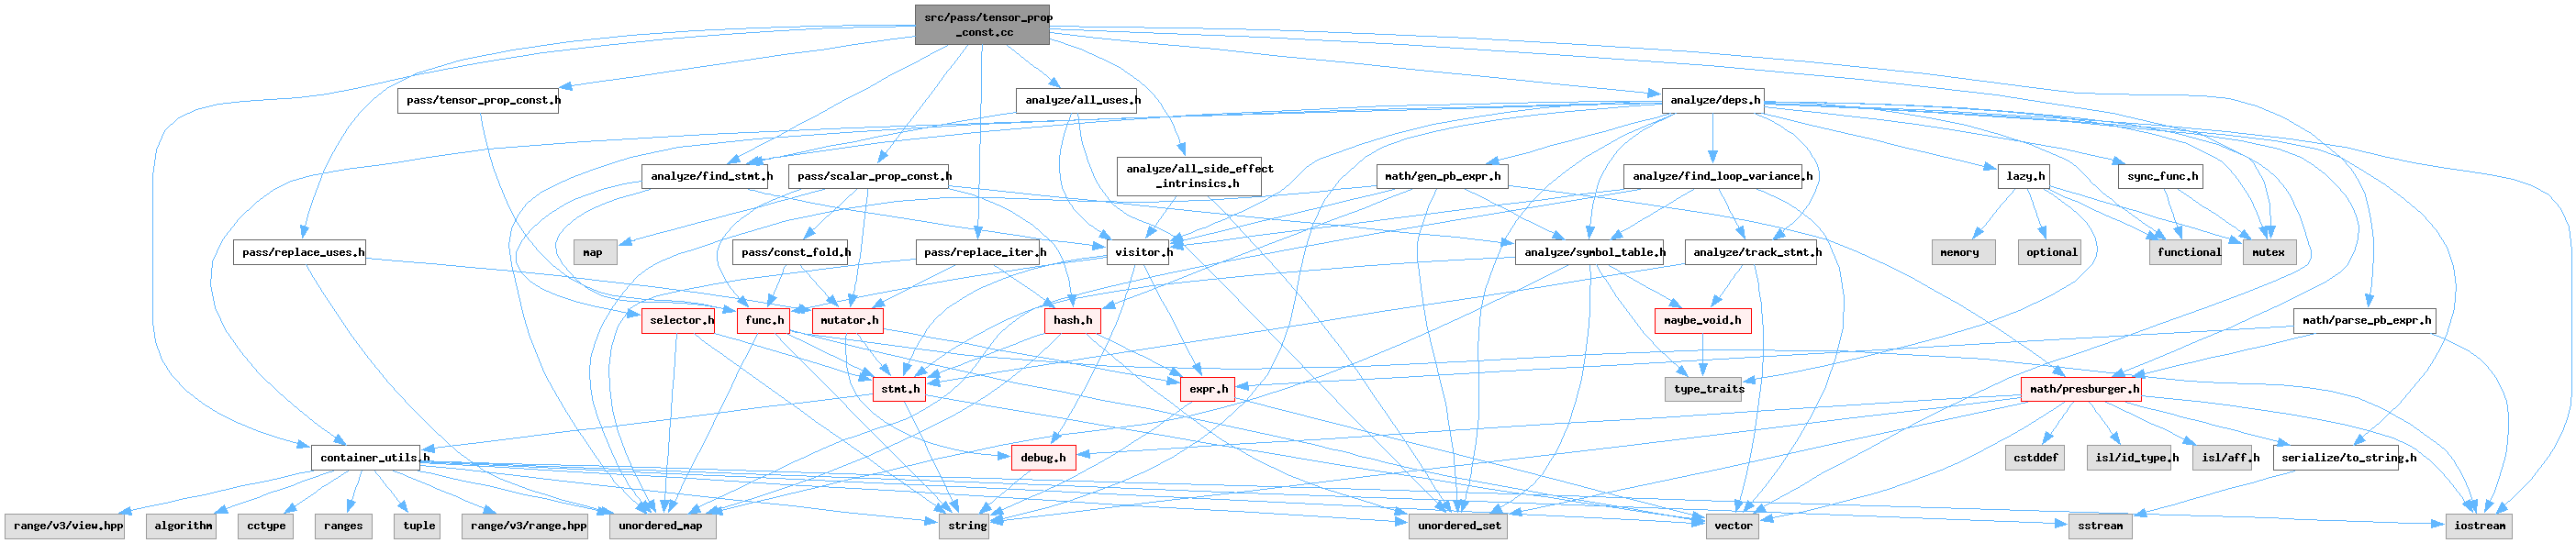 src/pass/tensor_prop
_const.cc
pass/tensor_prop_const.h
analyze/all_uses.h
analyze/deps.h
analyze/find_stmt.h
pass/scalar_prop_const.h
analyze/all_side_effect
_intrinsics.h
math/gen_pb_expr.h
analyze/find_loop_variance.h
lazy.h
sync_func.h
pass/replace_uses.h
map
pass/const_fold.h
pass/replace_iter.h
visitor.h
analyze/symbol_table.h
analyze/track_stmt.h
memory
optional
functional
mutex
selector.h
func.h
mutator.h
hash.h
maybe_void.h
math/parse_pb_expr.h
stmt.h
expr.h
type_traits
math/presburger.h
container_utils.h
debug.h
cstddef
isl/id_type.h
isl/aff.h
serialize/to_string.h
range/v3/view.hpp
algorithm
cctype
ranges
tuple
range/v3/range.hpp
unordered_map
string
unordered_set
vector
sstream
iostream